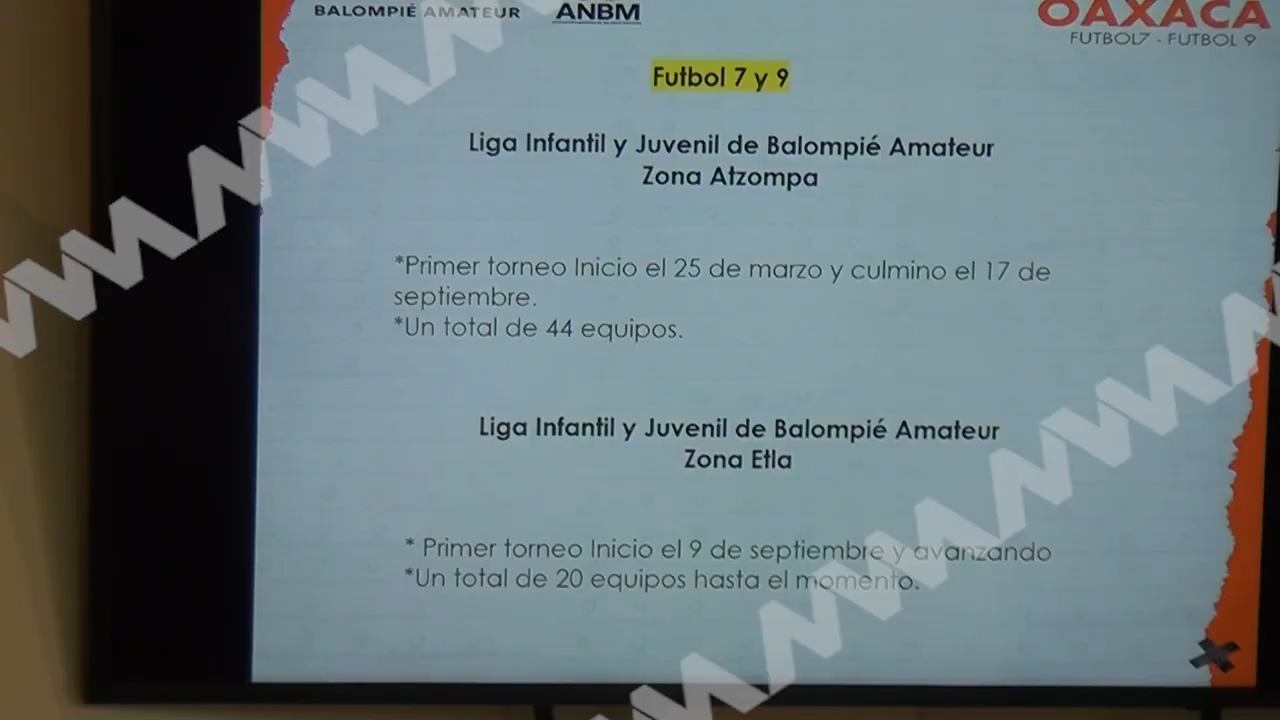 BALOMPIÉ AMATEUR ANBM
OAXACA
FUTBOL7 - FUTBOL 9
Futbol 7 y 9
Liga Infantil y Juvenil de Balompié Amateur
Zona Atzompa
*Primer torneo Inicio el 25 de marzo y culmino el 17 de
septiembre.
*Un total de 44 equipos.
Liga Infantil y Juvenil de Balompié Amateur
Zona Etla
* Primer torneo Inicio el 9 de septiembre y avanzando
*Un total de 20 equipos hasta el momento.